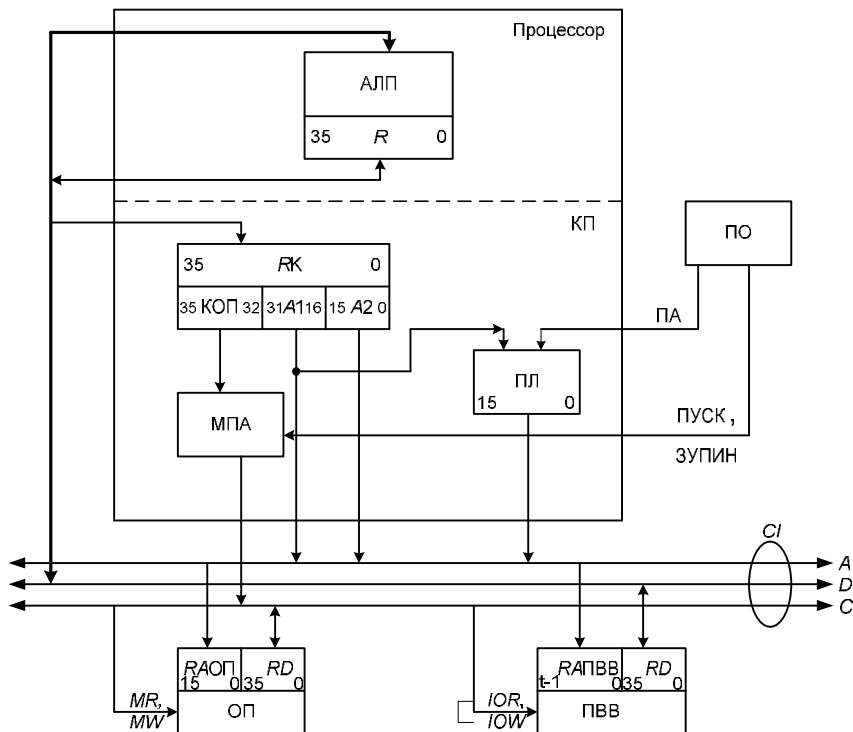 Процессор
АЛП
35 R 0
КП
ПО
35 RK 0
35 КОП 32 31 A1 16 15 A2 0
ПА
ПЛ
15 0
МПА
ПУСК ,
ЗУПИН
CI
A
D
C
RAОП RD
15 0 35 0
MR,
MW
ОП
RAПВВ RD
t-1 0 35 0
IOR,
IOW
ПВВ